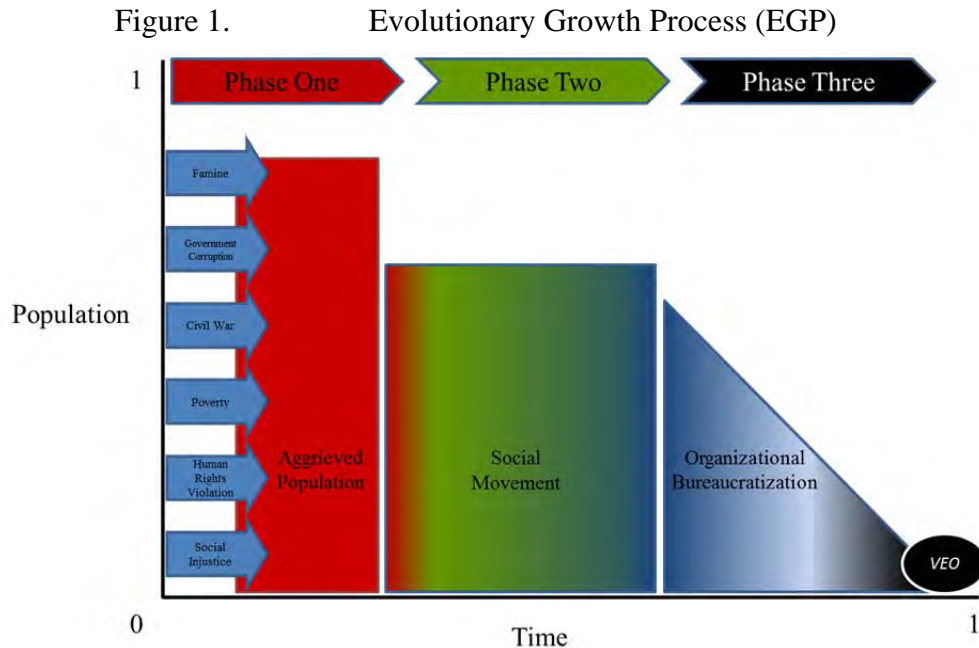 Figure 1. Evolutionary Growth Process (EGP)
1
Phase One
Phase Two
Phase Three
Famine
Government
Corruption
Civil War
Poverty
Human
Rights
Violation
Social
Injustice
Population
Aggrieved
Population
Social
Movement
Organizational
Bureaucratization
VEO
0
Time
1